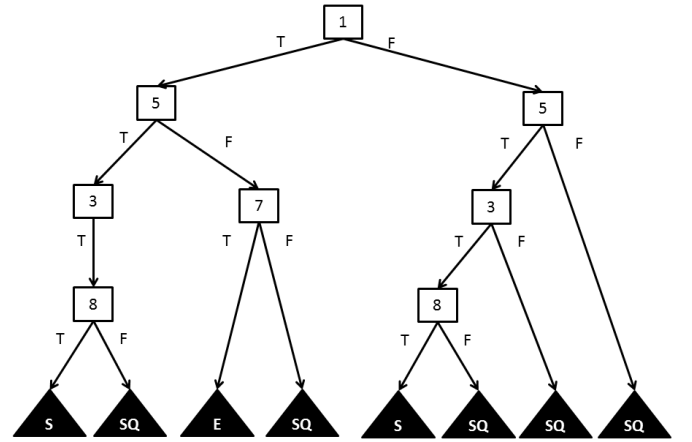 1
T F
5 5
T F T F
3 7 3
T T F T F
8 8
T F T F
S SQ E SQ S SQ SQ SQ